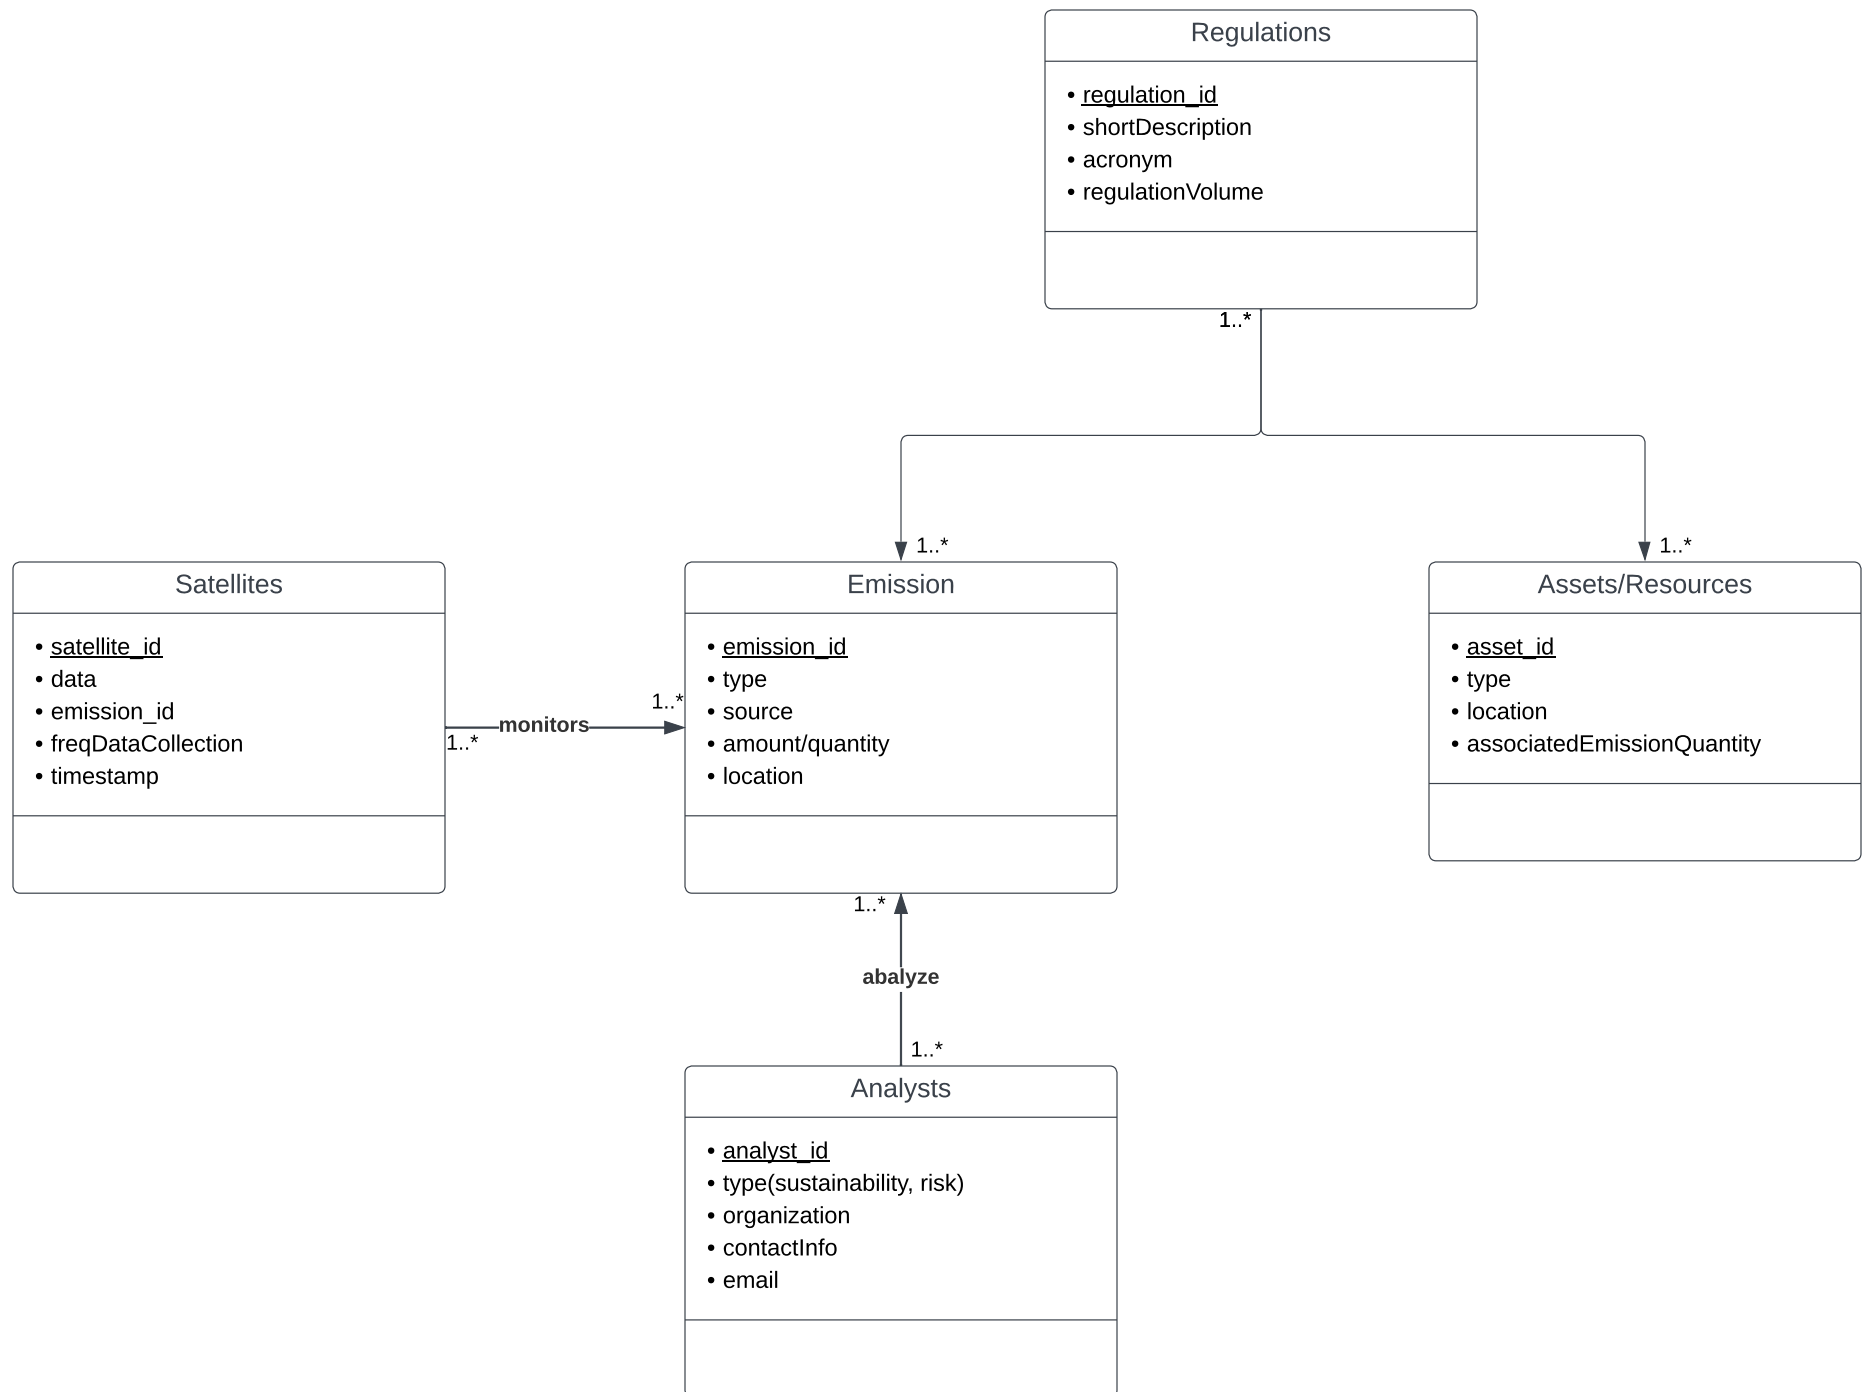 Regulations
• regulation_id
• shortDescription
• acronym
• regulationVolume
1..*
1..*
1..*
Satellites
• satellite_id
• data
• emission_id
• freqDataCollection
• timestamp
1..*
monitors
1..*
Emission
• emission_id
• type
• source
• amount/quantity
• location
Assets/Resources
• asset_id
• type
• location
• associatedEmissionQuantity
1..*
abalyze
1..*
Analysts
• analyst_id
• type(sustainability, risk)
• organization
• contactInfo
• email